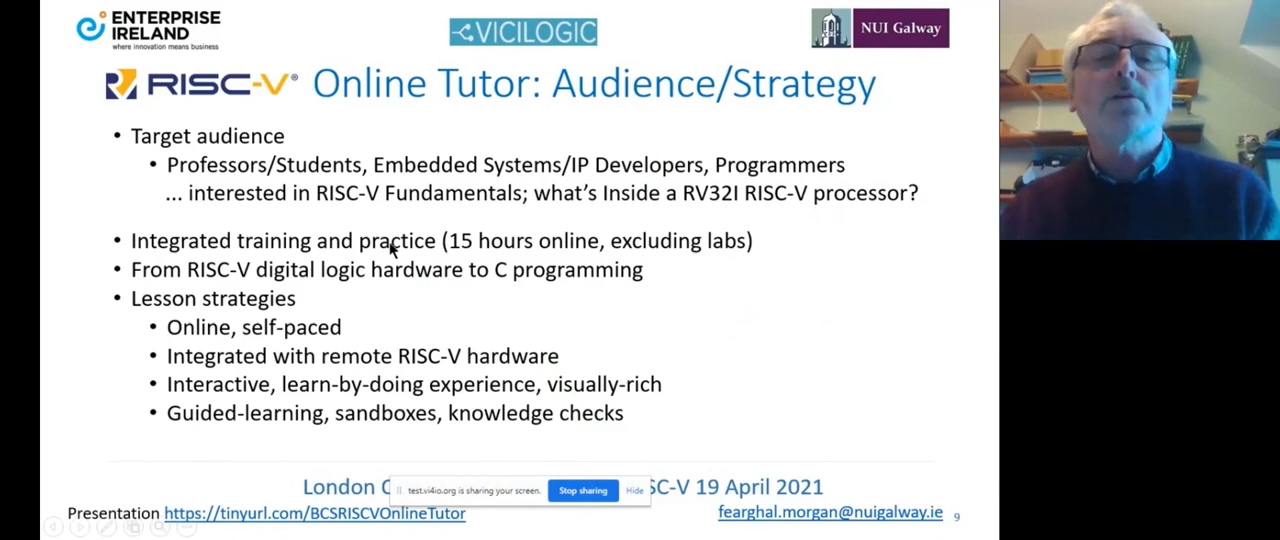 ENTERPRISE
IRELAND
where innovation means business
VICILOGIC
NUI Galway
RISC-V® Online Tutor: Audience/Strategy
• Target audience
• Professors/Students, Embedded Systems/IP Developers, Programmers
... interested in RISC-V Fundamentals; what's Inside a RV32I RISC-V processor?
• Integrated training and practice (15 hours online, excluding labs)
• From RISC-V digital logic hardware to C programming
• Lesson strategies
• Online, self-paced
• Integrated with remote RISC-V hardware
• Interactive, learn-by-doing experience, visually-rich
• Guided-learning, sandboxes, knowledge checks
London
SC-V 19 April 2021
test.vi4io.org is sharing your screen.
Stop sharing
Hide
Presentation https://tinyurl.com/BCSRISCVOnlineTutor
fearghal.morgan@nuigalway.ie
9